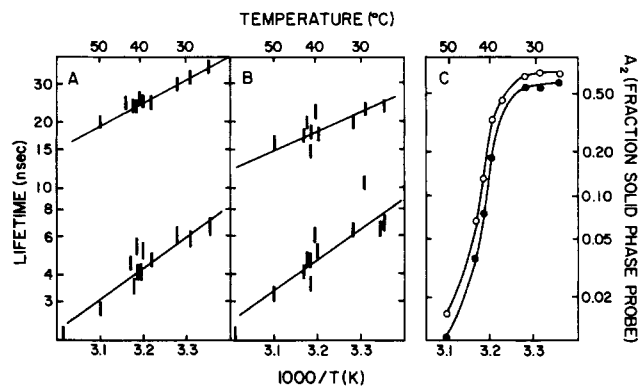 TEMPERATURE (°C)
50 40 30 50 40 30 50 40 30
A B C
30
20
15
10
8
6
4
3
LIFETIME (nsec)
0.50
0.20
0.10
0.05
0.02
A₂ (FRACTION SOLID PHASE PROBE)
3.1 3.2 3.3 3.1 3.2 3.3 3.1 3.2 3.3
1000/T(K)